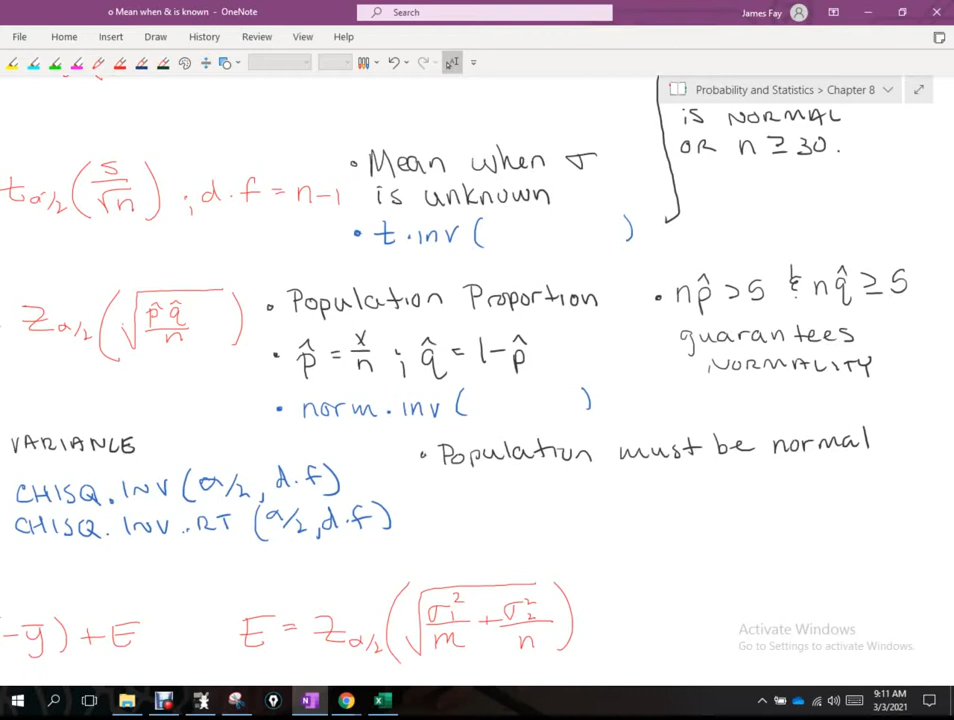 o Mean when & is known - OneNote
Search
James Fay
File Home Insert Draw History Review View Help
Probability and Statistics > Chapter 8
is NORMAL
OR n ≥ 30.
tα/2 (s/√n) ; d.f = n-1
• Mean when σ
is unknown
• t.inv( )
zα/2 (√(p̂q̂/n))
• Population Proportion
• p̂ = x/n ; q̂ = 1-p̂
• norm.inv( )
• np̂ > 5 & nq̂ ≥ 5
guarantees
NORMALITY
VARIANCE
CHISQ.INV (α/2, d.f)
CHISQ.INV.RT (α/2, d.f)
• Population must be normal
-y̅) + E
E = zα/2 (√(σ₁²/m + σ₂²/n))
Activate Windows
Go to Settings to activate Windows.
9:11 AM
3/3/2021